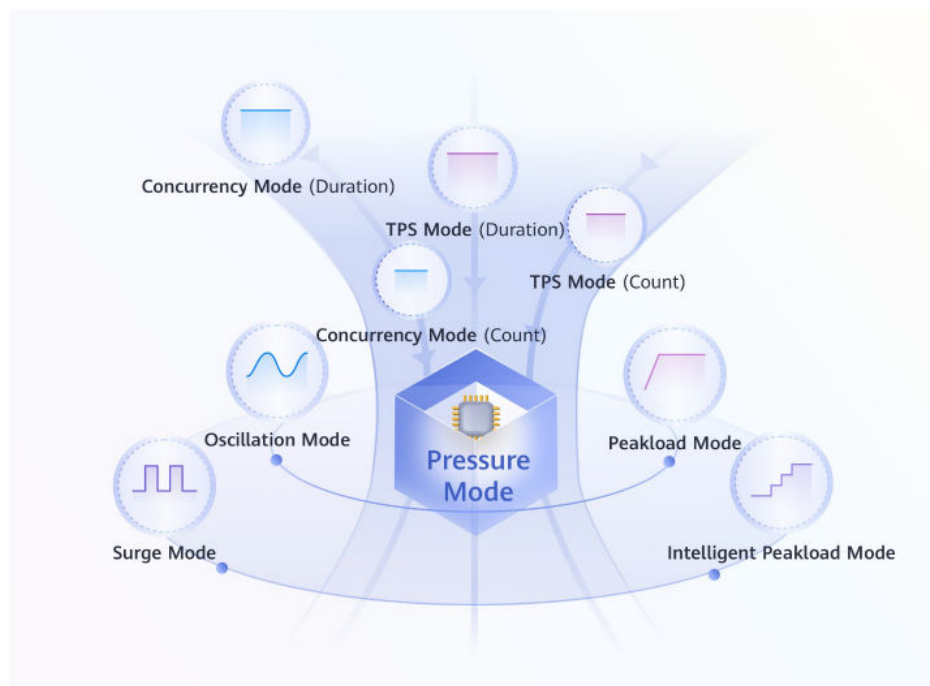 Concurrency Mode (Duration)
TPS Mode (Duration)
TPS Mode (Count)
Concurrency Mode (Count)
Oscillation Mode
Peakload Mode
Pressure
Mode
Surge Mode
Intelligent Peakload Mode